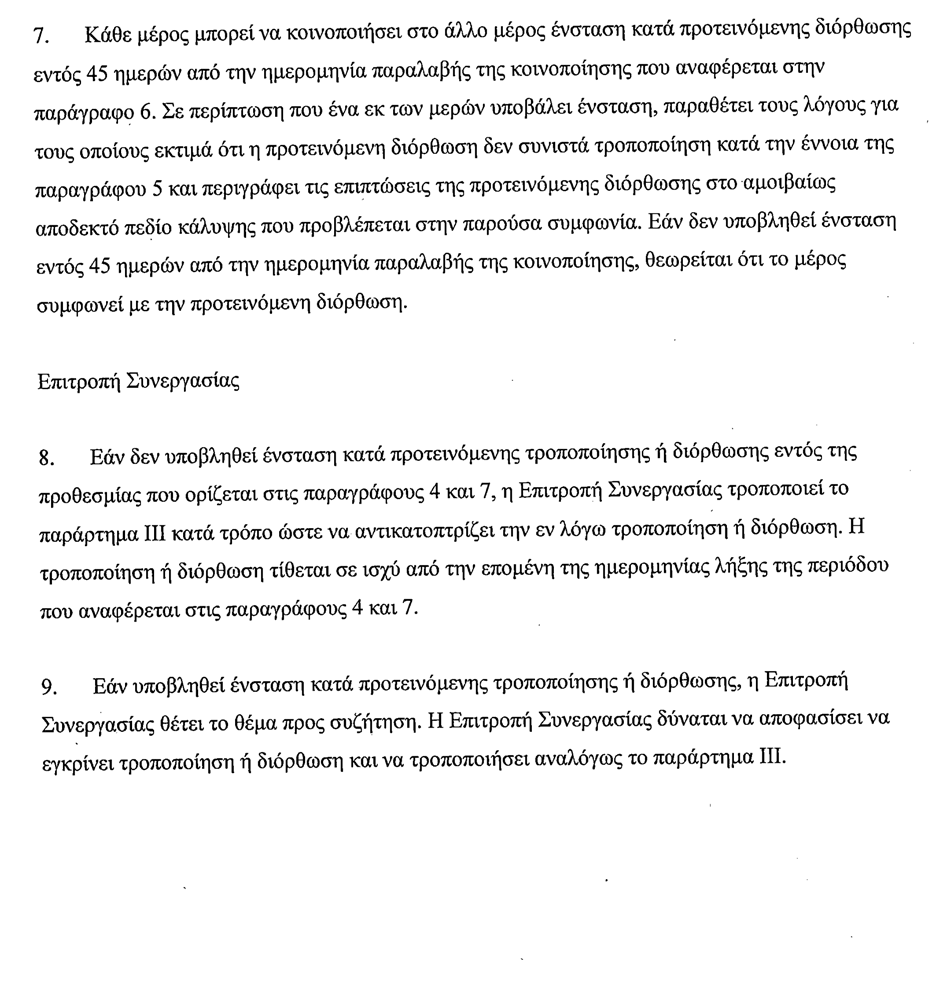 7. Κάθε μέρος μπορεί να κοινοποιήσει στο άλλο μέρος ένσταση κατά προτεινόμενης διόρθωσης
εντός 45 ημερών από την ημερομηνία παραλαβής της κοινοποίησης που αναφέρεται στην
παράγραφο 6. Σε περίπτωση που ένα εκ των μερών υποβάλει ένσταση, παραθέτει τους λόγους για
τους οποίους εκτιμά ότι η προτεινόμενη διόρθωση δεν συνιστά τροποποίηση κατά την έννοια της
παραγράφου 5 και περιγράφει τις επιπτώσεις της προτεινόμενης διόρθωσης στο αμοιβαίως
αποδεκτό πεδίο κάλυψης που προβλέπεται στην παρούσα συμφωνία. Εάν δεν υποβληθεί ένσταση
εντός 45 ημερών από την ημερομηνία παραλαβής της κοινοποίησης, θεωρείται ότι το μέρος
συμφωνεί με την προτεινόμενη διόρθωση.
Επιτροπή Συνεργασίας
8. Εάν δεν υποβληθεί ένσταση κατά προτεινόμενης τροποποίησης ή διόρθωσης εντός της
προθεσμίας που ορίζεται στις παραγράφους 4 και 7, η Επιτροπή Συνεργασίας τροποποιεί το
παράρτημα III κατά τρόπο ώστε να αντικατοπτρίζει την εν λόγω τροποποίηση ή διόρθωση. Η
τροποποίηση ή διόρθωση τίθεται σε ισχύ από την επομένη της ημερομηνίας λήξης της περιόδου
που αναφέρεται στις παραγράφους 4 και 7.
9. Εάν υποβληθεί ένσταση κατά προτεινόμενης τροποποίησης ή διόρθωσης, η Επιτροπή
Συνεργασίας θέτει το θέμα προς συζήτηση. Η Επιτροπή Συνεργασίας δύναται να αποφασίσει να
εγκρίνει τροποποίηση ή διόρθωση και να τροποποιήσει αναλόγως το παράρτημα III.